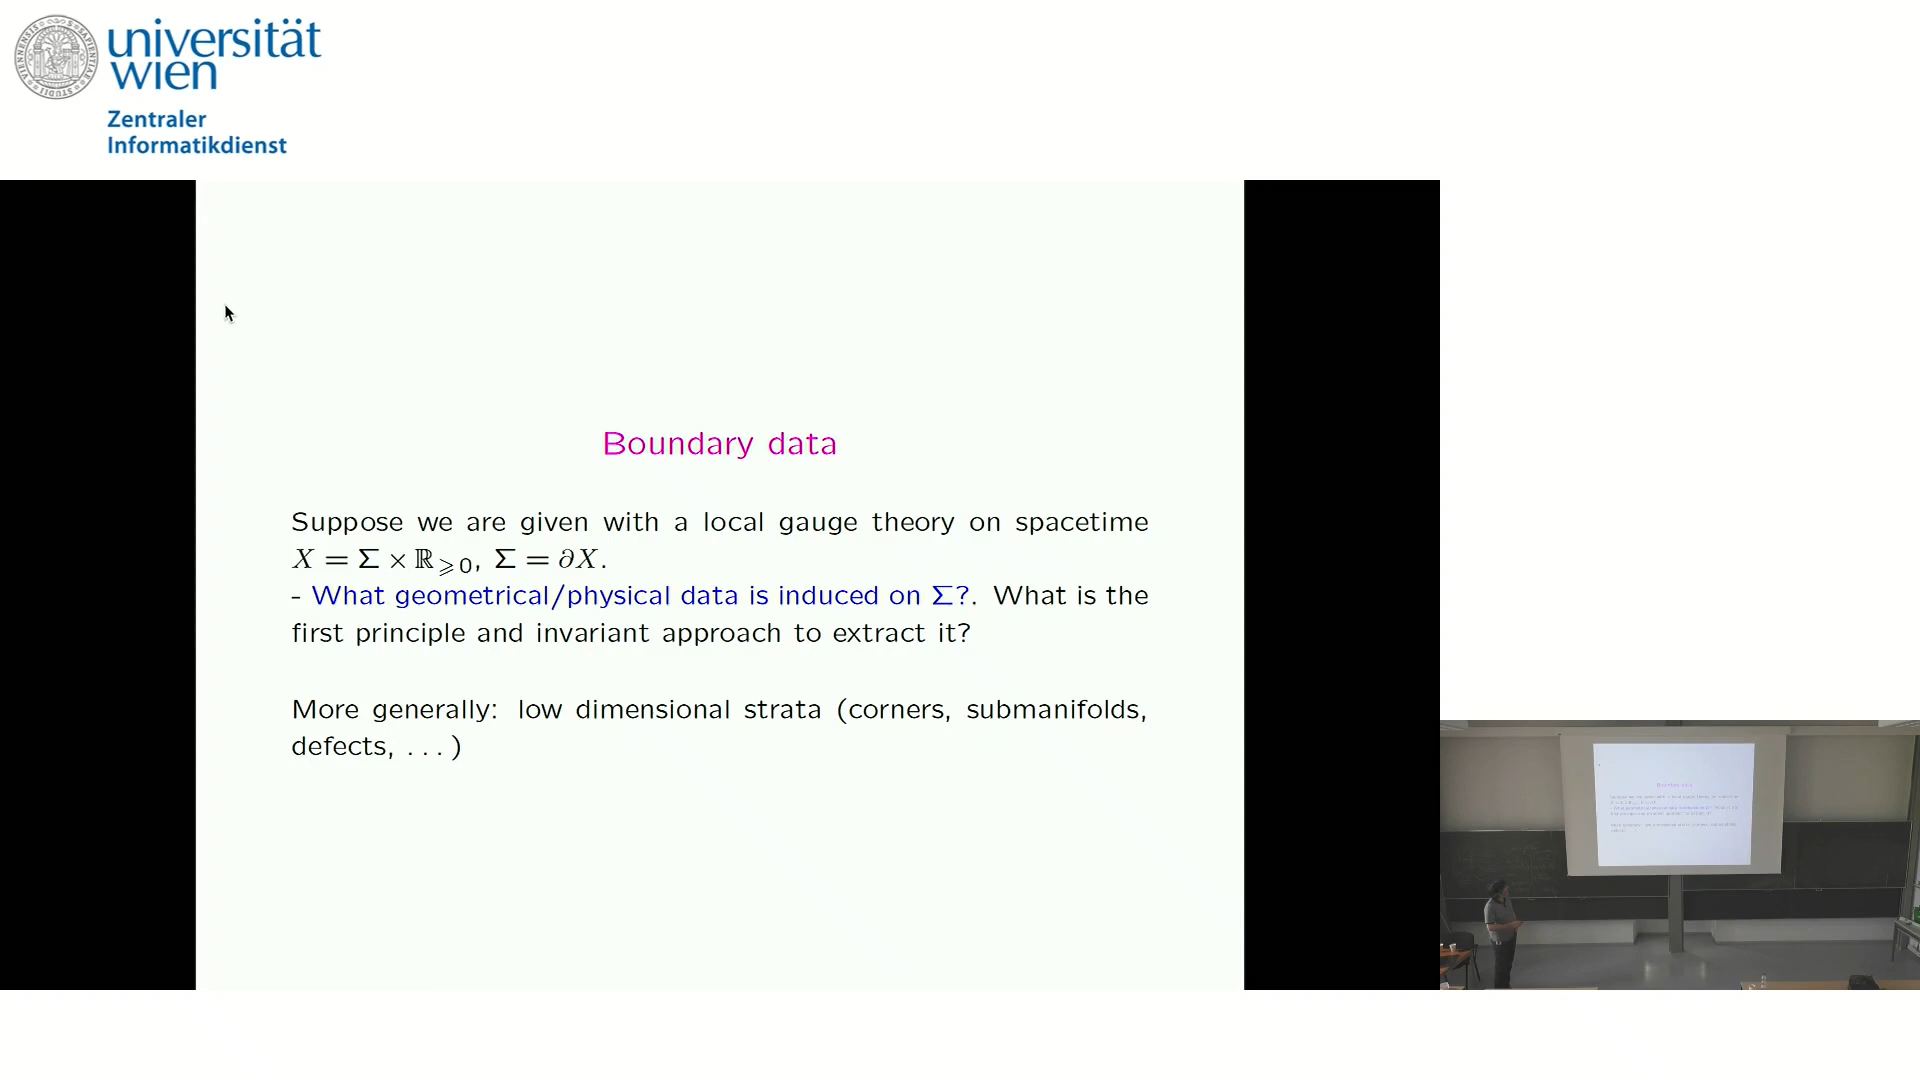 universität
wien
Zentraler
Informatikdienst
Boundary data
Suppose we are given with a local gauge theory on spacetime
X = Σ × ℝ⩾0, Σ = ∂X.
- What geometrical/physical data is induced on Σ?. What is the
first principle and invariant approach to extract it?
More generally: low dimensional strata (corners, submanifolds,
defects, ...)